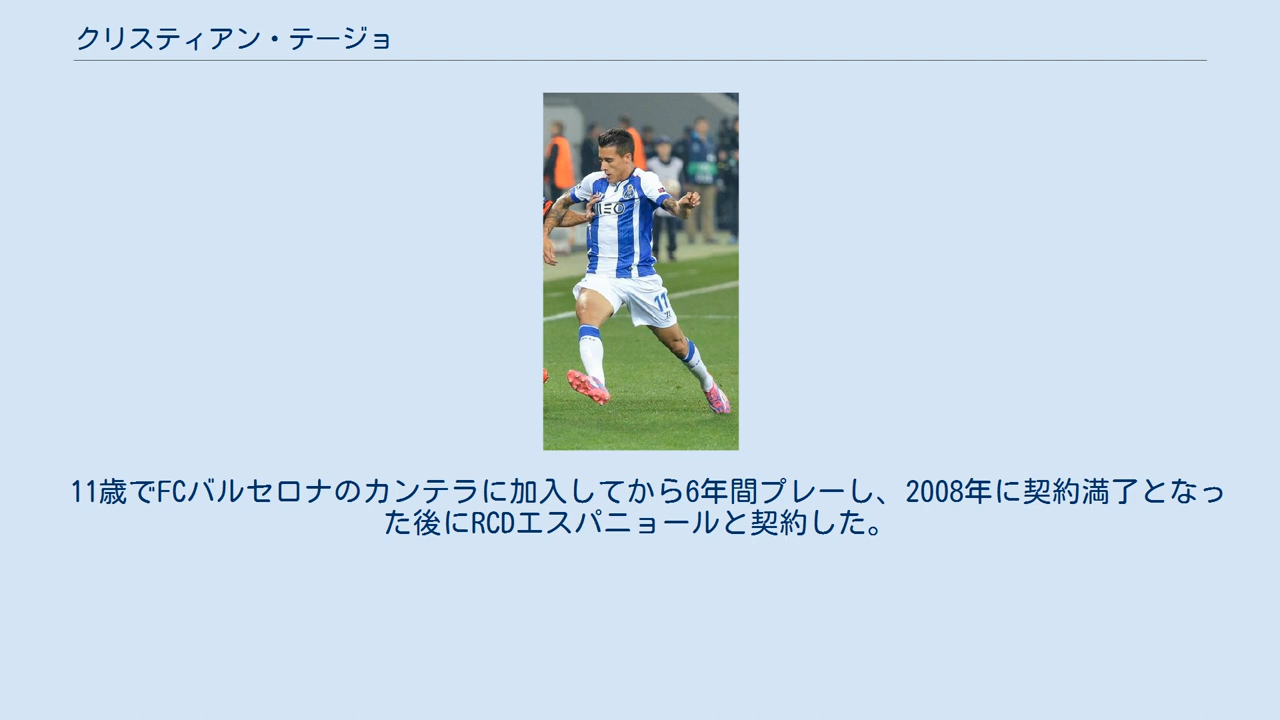 クリスティアン・テージョ
MEO
11
11歳でFCバルセロナのカンテラに加入してから6年間プレーし、2008年に契約満了となっ
た後にRCDエスパニョールと契約した。